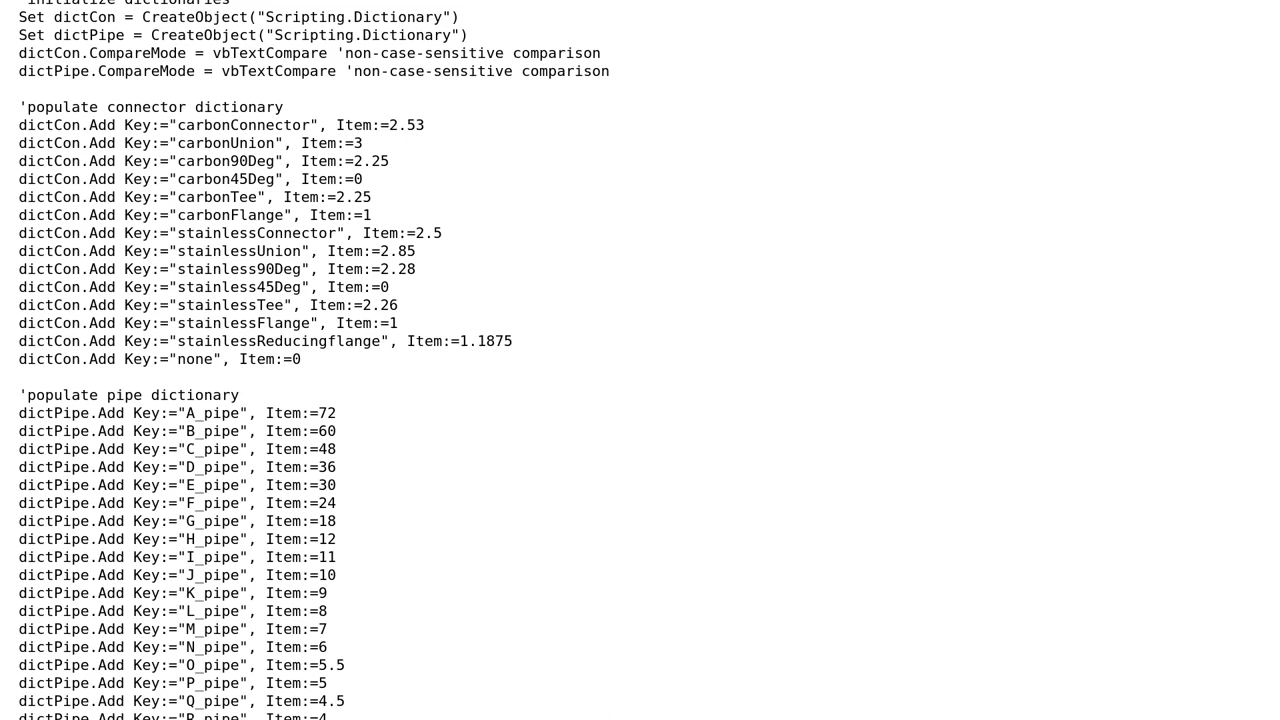 'initialize dictionaries
Set dictCon = CreateObject("Scripting.Dictionary")
Set dictPipe = CreateObject("Scripting.Dictionary")
dictCon.CompareMode = vbTextCompare 'non-case-sensitive comparison
dictPipe.CompareMode = vbTextCompare 'non-case-sensitive comparison
'populate connector dictionary
dictCon.Add Key:="carbonConnector", Item:=2.53
dictCon.Add Key:="carbonUnion", Item:=3
dictCon.Add Key:="carbon90Deg", Item:=2.25
dictCon.Add Key:="carbon45Deg", Item:=0
dictCon.Add Key:="carbonTee", Item:=2.25
dictCon.Add Key:="carbonFlange", Item:=1
dictCon.Add Key:="stainlessConnector", Item:=2.5
dictCon.Add Key:="stainlessUnion", Item:=2.85
dictCon.Add Key:="stainless90Deg", Item:=2.28
dictCon.Add Key:="stainless45Deg", Item:=0
dictCon.Add Key:="stainlessTee", Item:=2.26
dictCon.Add Key:="stainlessFlange", Item:=1
dictCon.Add Key:="stainlessReducingflange", Item:=1.1875
dictCon.Add Key:="none", Item:=0
'populate pipe dictionary
dictPipe.Add Key:="A_pipe", Item:=72
dictPipe.Add Key:="B_pipe", Item:=60
dictPipe.Add Key:="C_pipe", Item:=48
dictPipe.Add Key:="D_pipe", Item:=36
dictPipe.Add Key:="E_pipe", Item:=30
dictPipe.Add Key:="F_pipe", Item:=24
dictPipe.Add Key:="G_pipe", Item:=18
dictPipe.Add Key:="H_pipe", Item:=12
dictPipe.Add Key:="I_pipe", Item:=11
dictPipe.Add Key:="J_pipe", Item:=10
dictPipe.Add Key:="K_pipe", Item:=9
dictPipe.Add Key:="L_pipe", Item:=8
dictPipe.Add Key:="M_pipe", Item:=7
dictPipe.Add Key:="N_pipe", Item:=6
dictPipe.Add Key:="O_pipe", Item:=5.5
dictPipe.Add Key:="P_pipe", Item:=5
dictPipe.Add Key:="Q_pipe", Item:=4.5
dictPipe.Add Key:="R_pipe", Item:=4